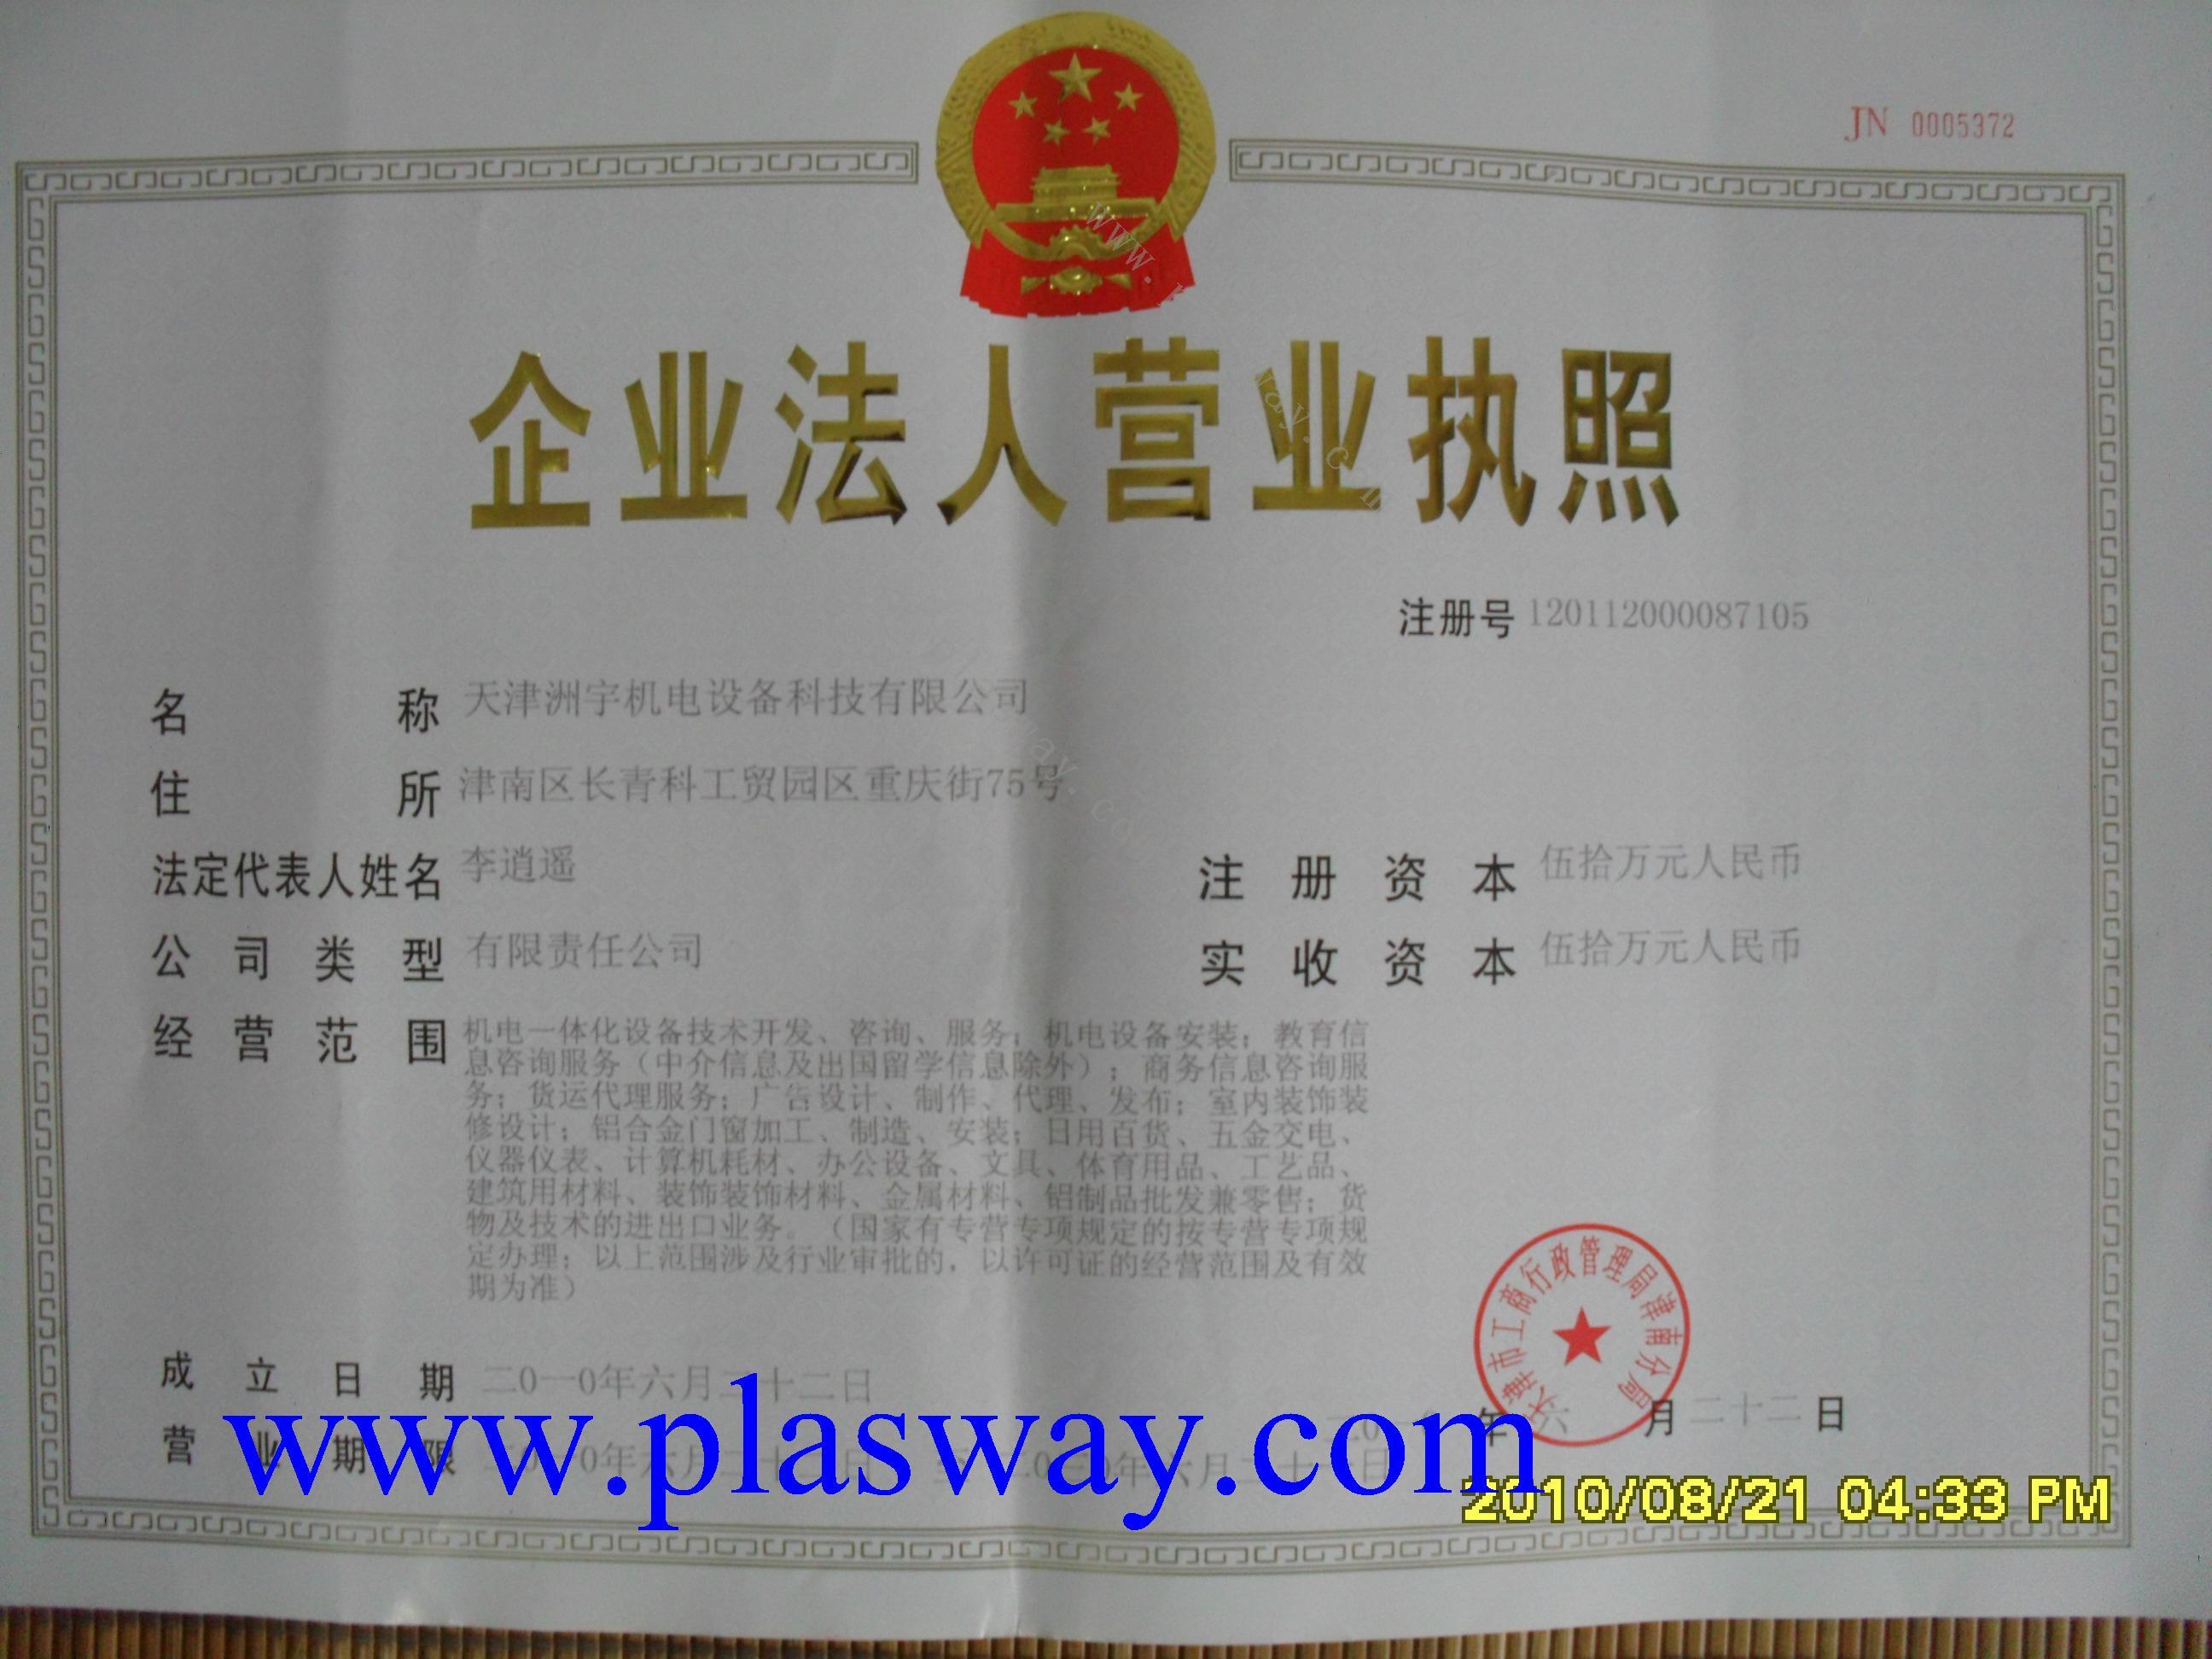 JN 0005372
企业法人营业执照
注册号 120112000087105
名称 天津洲宇机电设备科技有限公司
住所 津南区长青科工贸园区重庆街75号
法定代表人姓名 李逍遥
注册资本 伍拾万元人民币
公司类型 有限责任公司
实收资本 伍拾万元人民币
经营范围 机电一体化设备技术开发、咨询、服务；机电设备安装；教育信
息咨询服务（中介信息及出国留学信息除外）；商务信息咨询服
务；货运代理服务；广告设计、制作、代理、发布；室内装饰装
修设计；铝合金门窗加工、制造、安装；日用百货、五金交电、
仪器仪表、计算机耗材、办公设备、文具、体育用品、工艺品、
建筑用材料、装饰装饰材料、金属材料、铝制品批发兼零售；货
物及技术的进出口业务。（国家有专营专项规定的按专营专项规
定办理；以上范围涉及行业审批的，以许可证的经营范围及有效
期为准）
天津市工商行政管理局津南分局
成立日期 二0一0年六月二十二日
年六月二十二日
营业期限
www.plasway.com
2010/08/21 04:33 PM